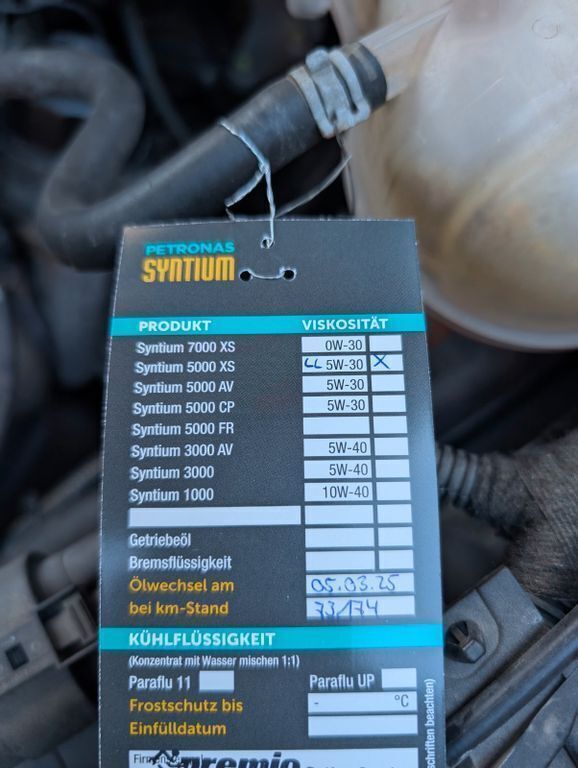 PETRONAS
SYNTIUM
PRODUKT VISKOSITÄT
Syntium 7000 XS 0W-30
Syntium 5000 XS LL 5W-30 X
Syntium 5000 AV 5W-30
Syntium 5000 CP 5W-30
Syntium 5000 FR
Syntium 3000 AV 5W-40
Syntium 3000 5W-40
Syntium 1000 10W-40
Getriebeöl
Bremsflüssigkeit
Ölwechsel am 05.03.25
bei km-Stand 73174
KÜHLFLÜSSIGKEIT
(Konzentrat mit Wasser mischen 1:1)
Paraflu 11 Paraflu UP
Frostschutz bis - °C
Einfülldatum
premio
schriften beachten)